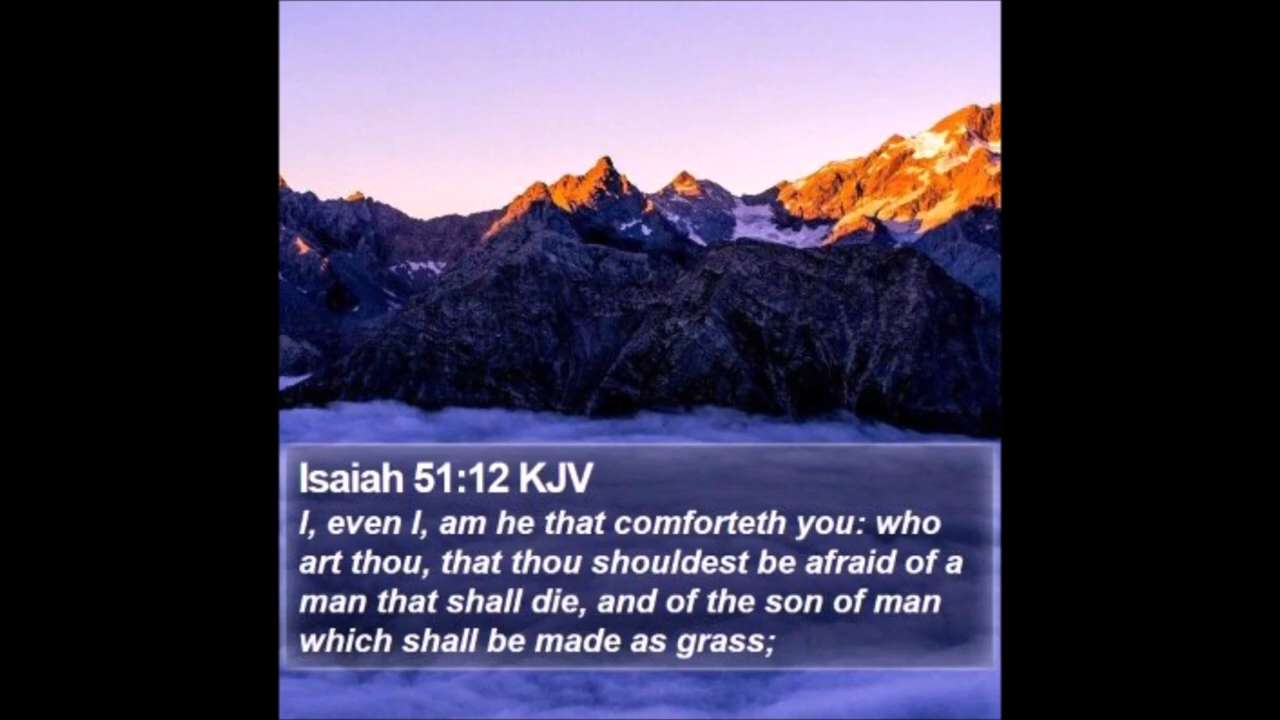 Isaiah 51:12 KJV
I, even I, am he that comforteth you: who
art thou, that thou shouldest be afraid of a
man that shall die, and of the son of man
which shall be made as grass;